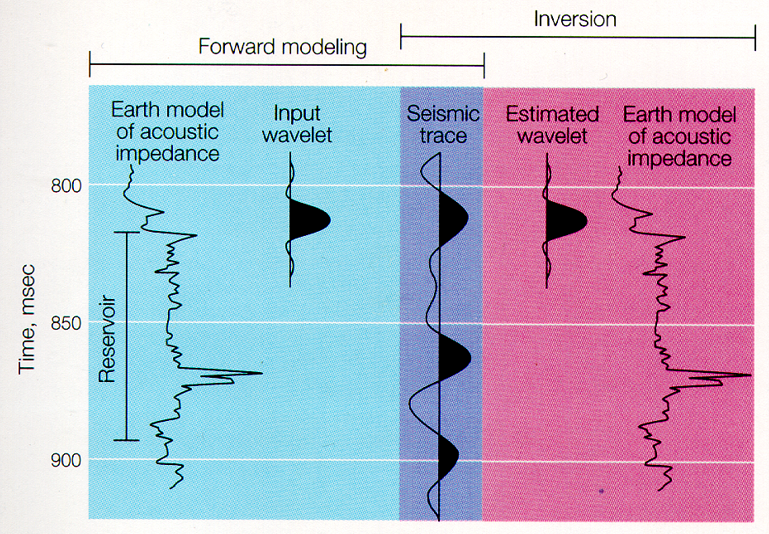 Inversion
Forward modeling
Earth model
of acoustic
impedance
Input
wavelet
Seismic
trace
Estimated
wavelet
Earth model
of acoustic
impedance
800
850
900
Time, msec
Reservoir